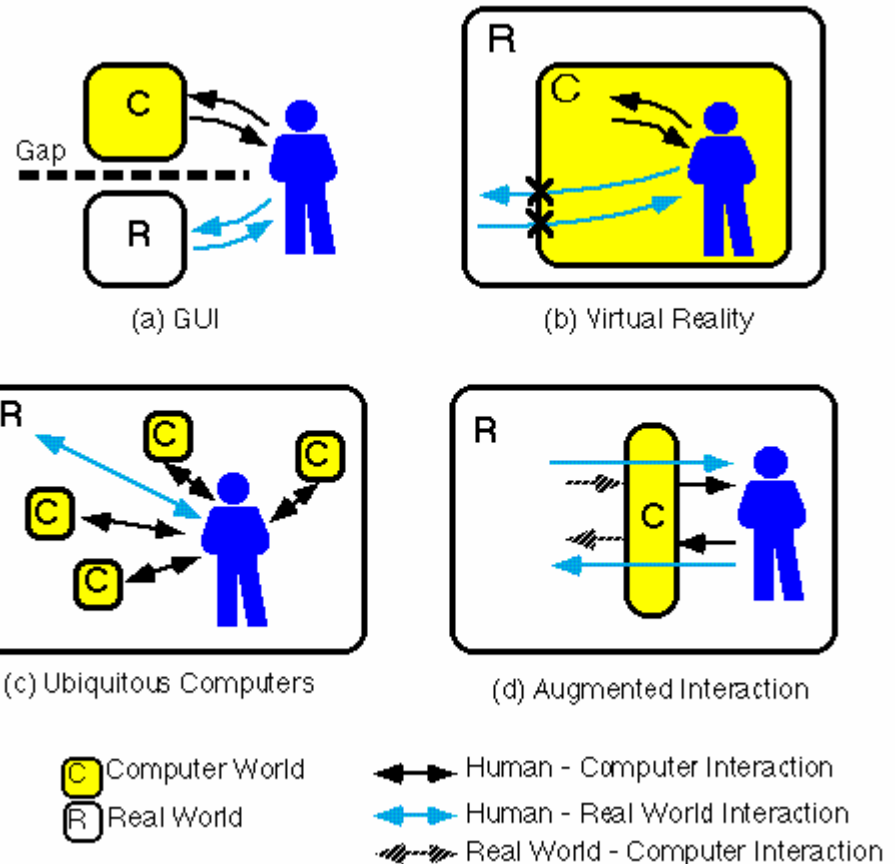 C
Gap
R
(a) GUI
R
C
(b) Virtual Reality
R
C
C
C
C
(c) Ubiquitous Computers
R
C
(d) Augmented Interaction
C Computer World
R Real World
Human - Computer Interaction
Human - Real World Interaction
Real World - Computer Interaction